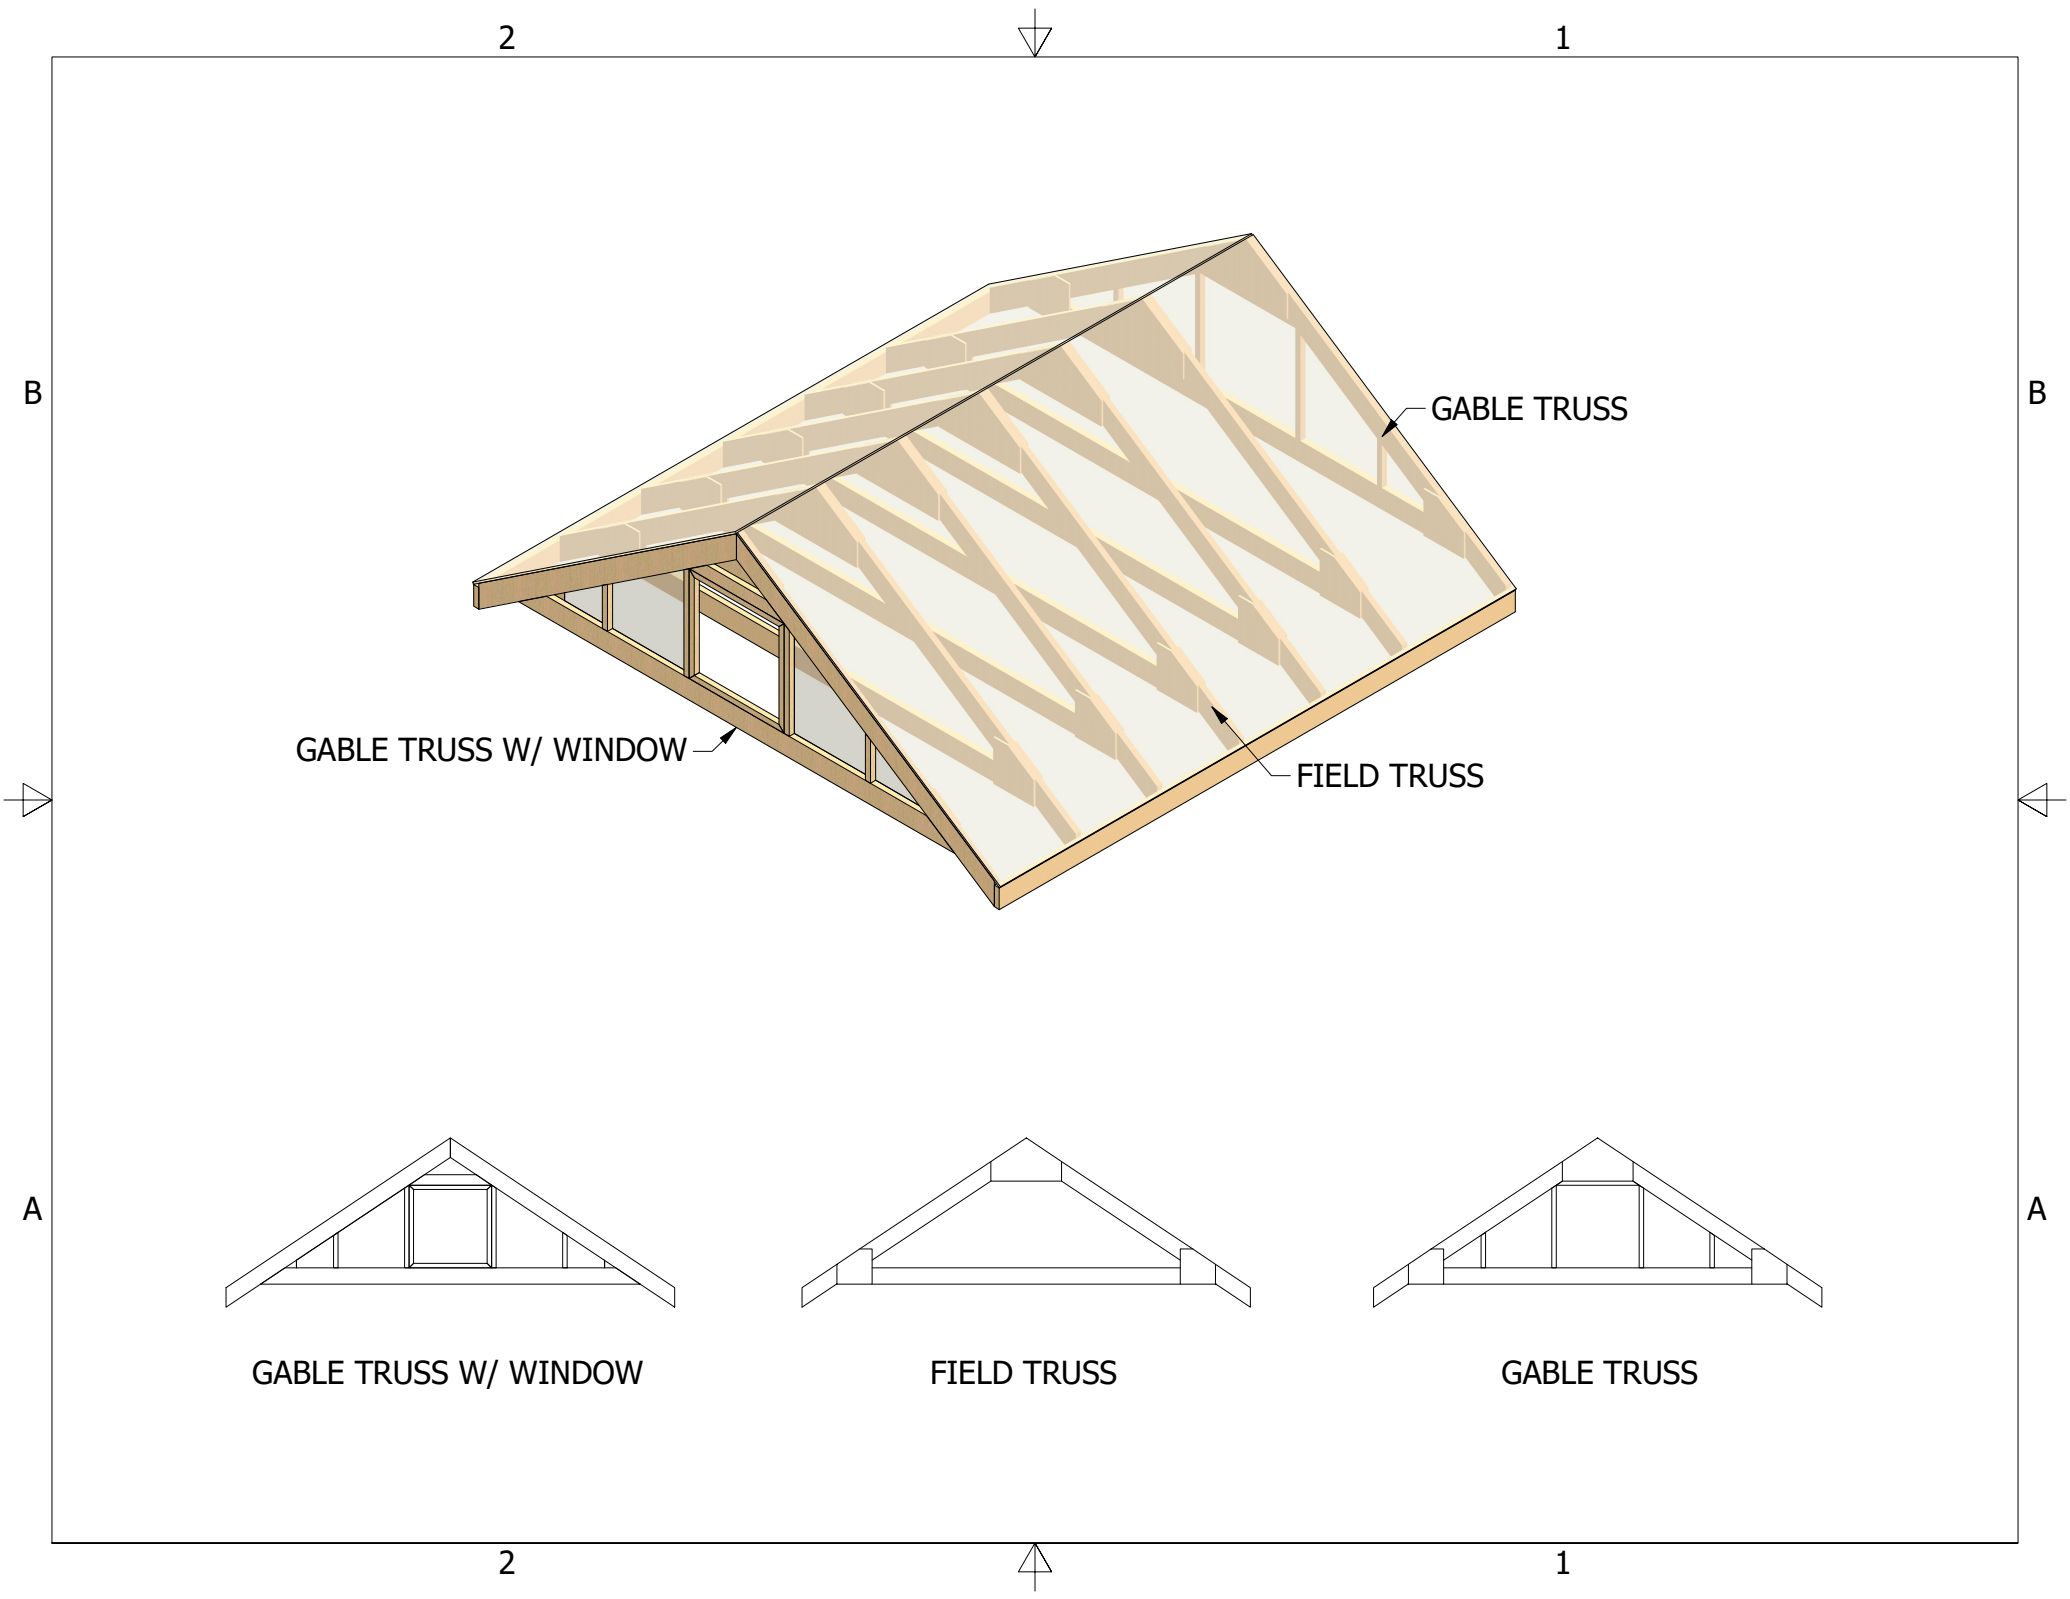 2 1
B B
GABLE TRUSS
GABLE TRUSS W/ WINDOW
FIELD TRUSS
A A
GABLE TRUSS W/ WINDOW
FIELD TRUSS
GABLE TRUSS
2 1